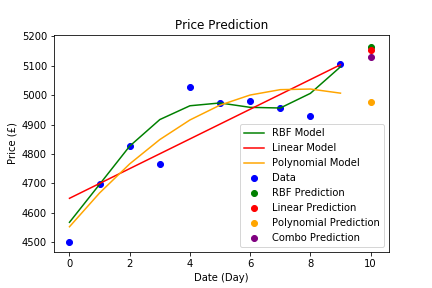 Price Prediction
5200
5100
5000
4900
4800
4700
4600
4500
Price (£)
RBF Model
Linear Model
Polynomial Model
Data
RBF Prediction
Linear Prediction
Polynomial Prediction
Combo Prediction
0 2 4 6 8 10
Date (Day)